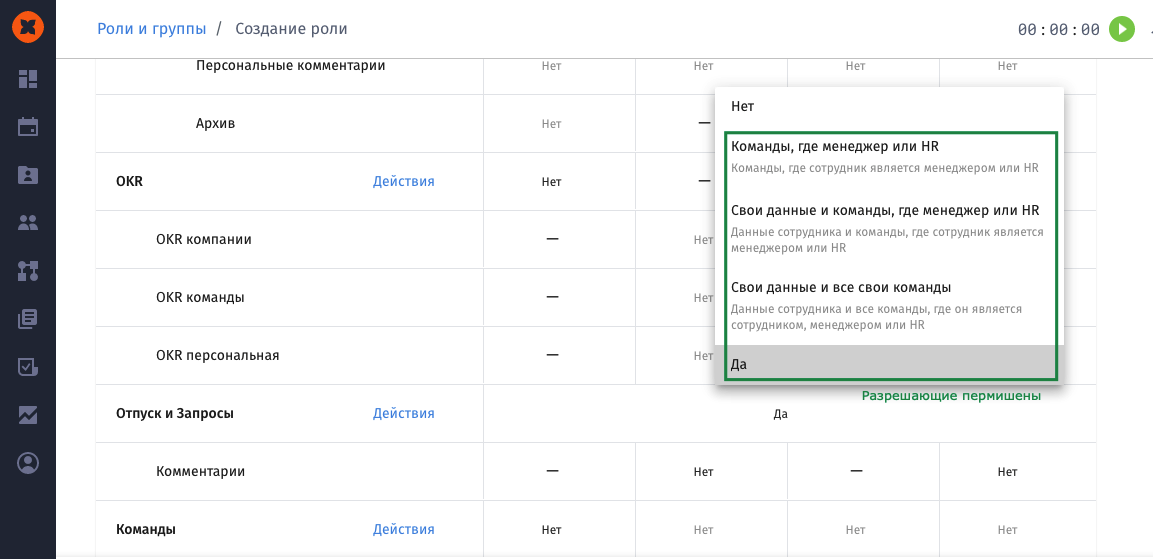 Роли и группы / Создание роли
00:00:00
Персональные комментарии Нет Нет Нет Нет
Архив Нет —
Нет
Команды, где менеджер или HR
Команды, где сотрудник является менеджером или HR
OKR Действия Нет —
Свои данные и команды, где менеджер или HR
Данные сотрудника и команды, где сотрудник является
менеджером или HR
OKR компании — Нет
Свои данные и все свои команды
Данные сотрудника и все команды, где он является
сотрудником, менеджером или HR
OKR команды — Нет
Да
OKR персональная — Нет
Разрешающие пермишены
Отпуск и Запросы Действия Да
Комментарии — Нет — Нет
Команды Действия Нет Нет Нет Нет